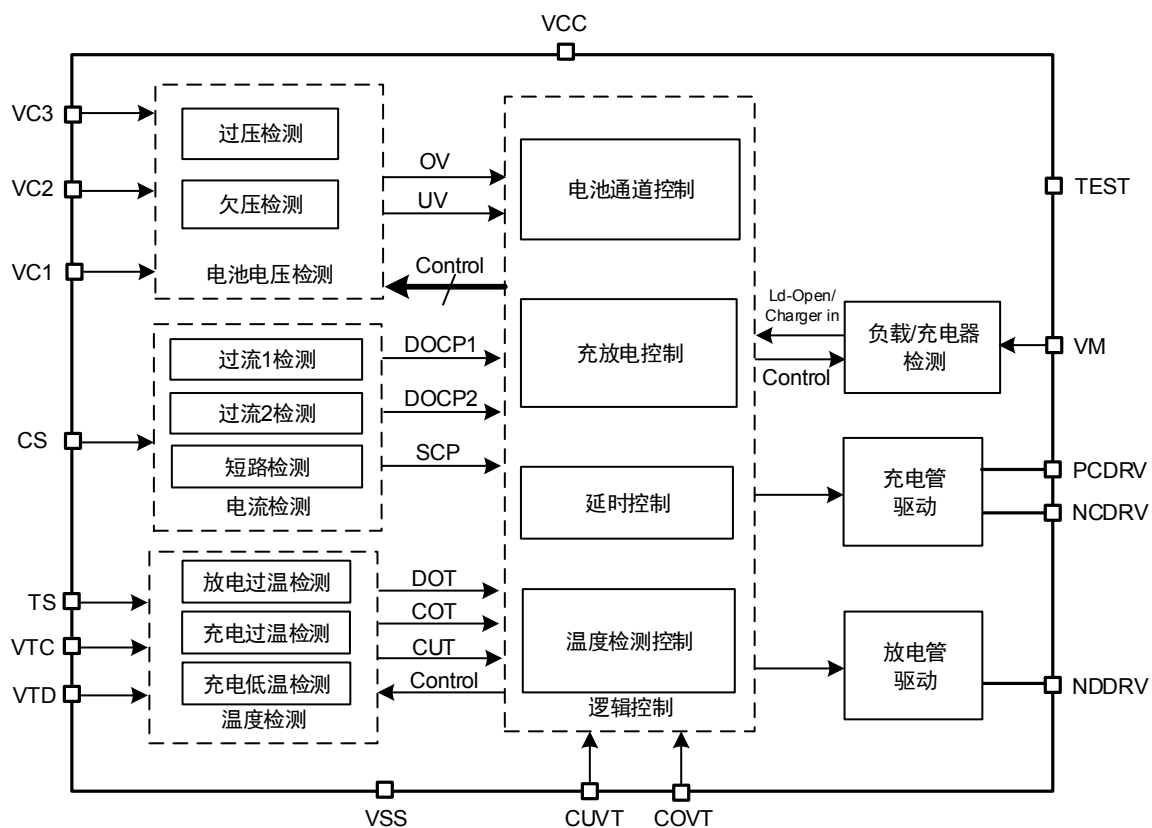 VCC
VC3
VC2
VC1
过压检测
欠压检测
电池电压检测
OV
UV
Control
电池通道控制
TEST
CS
过流1检测
过流2检测
短路检测
电流检测
DOCP1
DOCP2
SCP
充放电控制
延时控制
Ld-Open/
Charger in
Control
负载/充电器
检测
VM
充电管
驱动
PCDRV
NCDRV
TS
VTC
VTD
放电过温检测
充电过温检测
充电低温检测
温度检测
DOT
COT
CUT
Control
温度检测控制
逻辑控制
放电管
驱动
NDDRV
VSS
CUVT
COVT